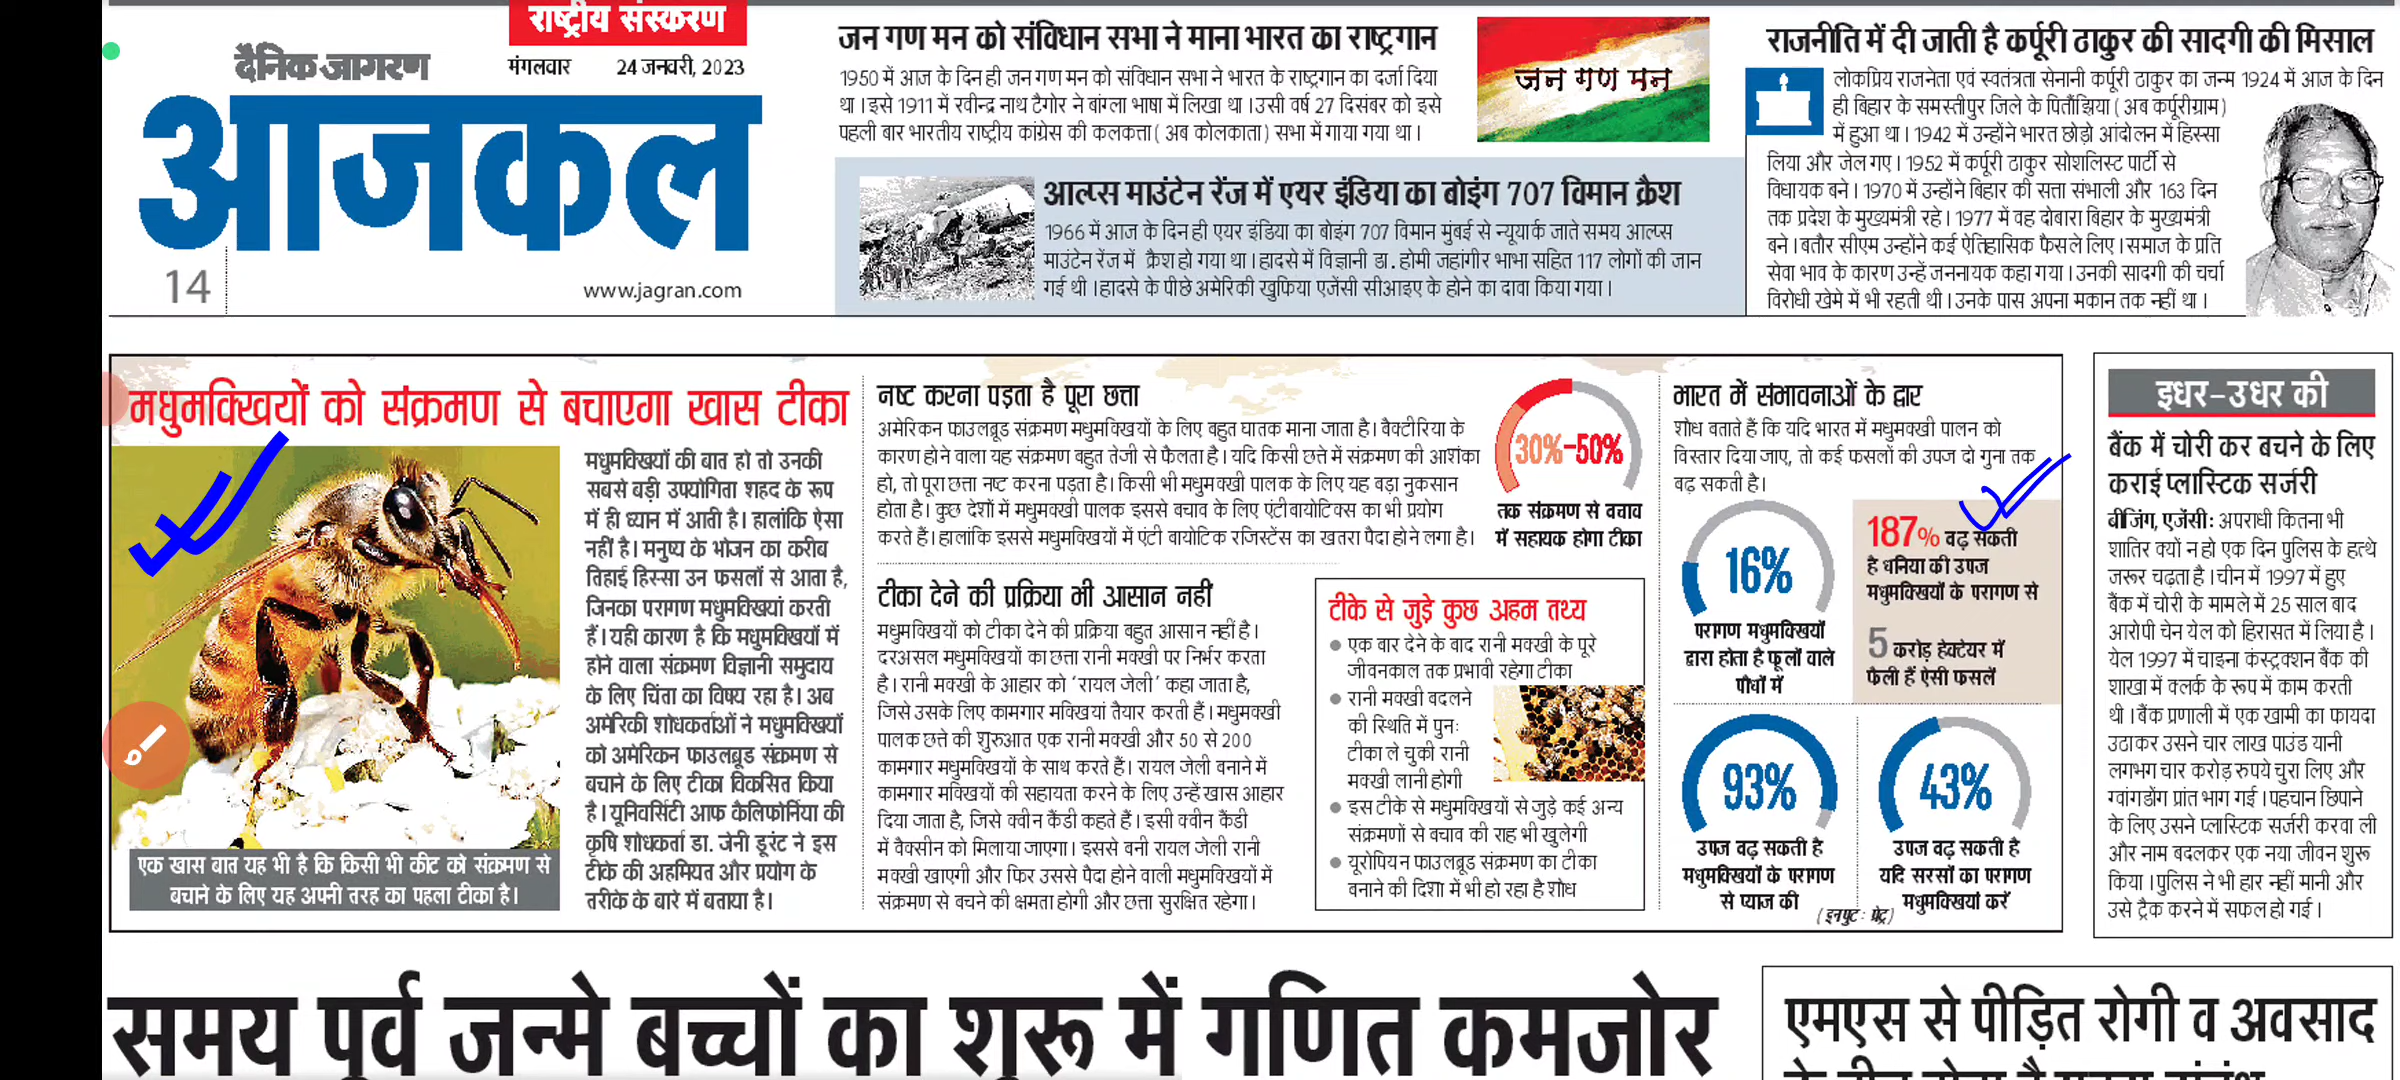 राष्ट्रीय संस्करण
दैनिक जागरण
मंगलवार 24 जनवरी, 2023
आजकल
14
www.jagran.com
जन गण मन को संविधान सभा ने माना भारत का राष्ट्रगान
1950 में आज के दिन ही जन गण मन को संविधान सभा ने भारत के राष्ट्रगान का दर्जा दिया
था। इसे 1911 में रवीन्द्र नाथ टैगोर ने बांग्ला भाषा में लिखा था। उसी वर्ष 27 दिसंबर को इसे
पहली बार भारतीय राष्ट्रीय कांग्रेस की कलकत्ता (अब कोलकाता) सभा में गाया गया था।
जन गण मन
आल्प्स माउंटेन रेंज में एयर इंडिया का बोइंग 707 विमान क्रैश
1966 में आज के दिन ही एयर इंडिया का बोइंग 707 विमान मुंबई से न्यूयार्क जाते समय आल्प्स
माउंटेन रेंज में क्रैश हो गया था। हादसे में विज्ञानी डा. होमी जहांगीर भाभा सहित 117 लोगों की जान
गई थी। हादसे के पीछे अमेरिकी खुफिया एजेंसी सीआइए के होने का दावा किया गया।
राजनीति में दी जाती है कर्पूरी ठाकुर की सादगी की मिसाल
लोकप्रिय राजनेता एवं स्वतंत्रता सेनानी कर्पूरी ठाकुर का जन्म 1924 में आज के दिन
ही बिहार के समस्तीपुर जिले के पितौंझिया (अब कर्पूरीग्राम)
में हुआ था। 1942 में उन्होंने भारत छोड़ो आंदोलन में हिस्सा
लिया और जेल गए। 1952 में कर्पूरी ठाकुर सोशलिस्ट पार्टी से
विधायक बने। 1970 में उन्होंने बिहार की सत्ता संभाली और 163 दिन
तक प्रदेश के मुख्यमंत्री रहे। 1977 में वह दोबारा बिहार के मुख्यमंत्री
बने। बतौर सीएम उन्होंने कई ऐतिहासिक फैसले लिए। समाज के प्रति
सेवा भाव के कारण उन्हें जननायक कहा गया। उनकी सादगी की चर्चा
विरोधी खेमे में भी रहती थी। उनके पास अपना मकान तक नहीं था।
मधुमक्खियों को संक्रमण से बचाएगा खास टीका
एक खास बात यह भी है कि किसी भी कीट को संक्रमण से
बचाने के लिए यह अपनी तरह का पहला टीका है।
मधुमक्खियों की बात हो तो उनकी
सबसे बड़ी उपयोगिता शहद के रूप
में ही ध्यान में आती है। हालांकि ऐसा
नहीं है। मनुष्य के भोजन का करीब
तिहाई हिस्सा उन फसलों से आता है,
जिनका परागण मधुमक्खियां करती
हैं। यही कारण है कि मधुमक्खियों में
होने वाला संक्रमण विज्ञानी समुदाय
के लिए चिंता का विषय रहा है। अब
अमेरिकी शोधकर्ताओं ने मधुमक्खियों
को अमेरिकन फाउलब्रूड संक्रमण से
बचाने के लिए टीका विकसित किया
है। यूनिवर्सिटी आफ कैलिफोर्निया की
कृषि शोधकर्ता डा. जेनी डूरंट ने इस
टीके की अहमियत और प्रयोग के
तरीके के बारे में बताया है।
नष्ट करना पड़ता है पूरा छत्ता
अमेरिकन फाउलब्रूड संक्रमण मधुमक्खियों के लिए बहुत घातक माना जाता है। बैक्टीरिया के
कारण होने वाला यह संक्रमण बहुत तेजी से फैलता है। यदि किसी छत्ते में संक्रमण की आशंका
हो, तो पूरा छत्ता नष्ट करना पड़ता है। किसी भी मधुमक्खी पालक के लिए यह बड़ा नुकसान
होता है। कुछ देशों में मधुमक्खी पालक इससे बचाव के लिए एंटीबायोटिक्स का भी प्रयोग
करते हैं। हालांकि इससे मधुमक्खियों में एंटी बायोटिक रजिस्टेंस का खतरा पैदा होने लगा है।
30%-50%
तक संक्रमण से बचाव
में सहायक होगा टीका
टीका देने की प्रक्रिया भी आसान नहीं
मधुमक्खियों को टीका देने की प्रक्रिया बहुत आसान नहीं है।
दरअसल मधुमक्खियों का छत्ता रानी मक्खी पर निर्भर करता
है। रानी मक्खी के आहार को 'रायल जेली' कहा जाता है,
जिसे उसके लिए कामगार मक्खियां तैयार करती हैं। मधुमक्खी
पालक छत्ते की शुरुआत एक रानी मक्खी और 50 से 200
कामगार मधुमक्खियों के साथ करते हैं। रायल जेली बनाने में
कामगार मक्खियों की सहायता करने के लिए उन्हें खास आहार
दिया जाता है, जिसे क्वीन कैंडी कहते हैं। इसी क्वीन कैंडी
में वैक्सीन को मिलाया जाएगा। इससे बनी रायल जेली रानी
मक्खी खाएगी और फिर उससे पैदा होने वाली मधुमक्खियों में
संक्रमण से बचने की क्षमता होगी और छत्ता सुरक्षित रहेगा।
टीके से जुड़े कुछ अहम तथ्य
● एक बार देने के बाद रानी मक्खी के पूरे
जीवनकाल तक प्रभावी रहेगा टीका
● रानी मक्खी बदलने
की स्थिति में पुनः
टीका ले चुकी रानी
मक्खी लानी होगी
● इस टीके से मधुमक्खियों से जुड़े कई अन्य
संक्रमणों से बचाव की राह भी खुलेगी
● यूरोपियन फाउलब्रूड संक्रमण का टीका
बनाने की दिशा में भी हो रहा है शोध
भारत में संभावनाओं के द्वार
शोध बताते हैं कि यदि भारत में मधुमक्खी पालन को
विस्तार दिया जाए, तो कई फसलों की उपज दो गुना तक
बढ़ सकती है।
16%
परागण मधुमक्खियों
द्वारा होता है फूलों वाले
पौधों में
187% बढ़ सकती
है धनिया की उपज
मधुमक्खियों के परागण से
5 करोड़ हेक्टेयर में
फैली हैं ऐसी फसलें
93%
उपज बढ़ सकती है
मधुमक्खियों के परागण
से प्याज की
43%
उपज बढ़ सकती है
यदि सरसों का परागण
मधुमक्खियां करें
(इनपुट: प्रेट्र)
इधर-उधर की
बैंक में चोरी कर बचने के लिए
कराई प्लास्टिक सर्जरी
बीजिंग, एजेंसी: अपराधी कितना भी
शातिर क्यों न हो एक दिन पुलिस के हत्थे
जरूर चढ़ता है। चीन में 1997 में हुए
बैंक में चोरी के मामले में 25 साल बाद
आरोपी चेन येल को हिरासत में लिया है।
येल 1997 में चाइना कंस्ट्रक्शन बैंक की
शाखा में क्लर्क के रूप में काम करती
थी। बैंक प्रणाली में एक खामी का फायदा
उठाकर उसने चार लाख पाउंड यानी
लगभग चार करोड़ रुपये चुरा लिए और
ग्वांगडोंग प्रांत भाग गई। पहचान छिपाने
के लिए उसने प्लास्टिक सर्जरी करवा ली
और नाम बदलकर एक नया जीवन शुरू
किया। पुलिस ने भी हार नहीं मानी और
उसे ट्रैक करने में सफल हो गई।
समय पूर्व जन्मे बच्चों का शुरू में गणित कमजोर
एमएस से पीड़ित रोगी व अवसाद